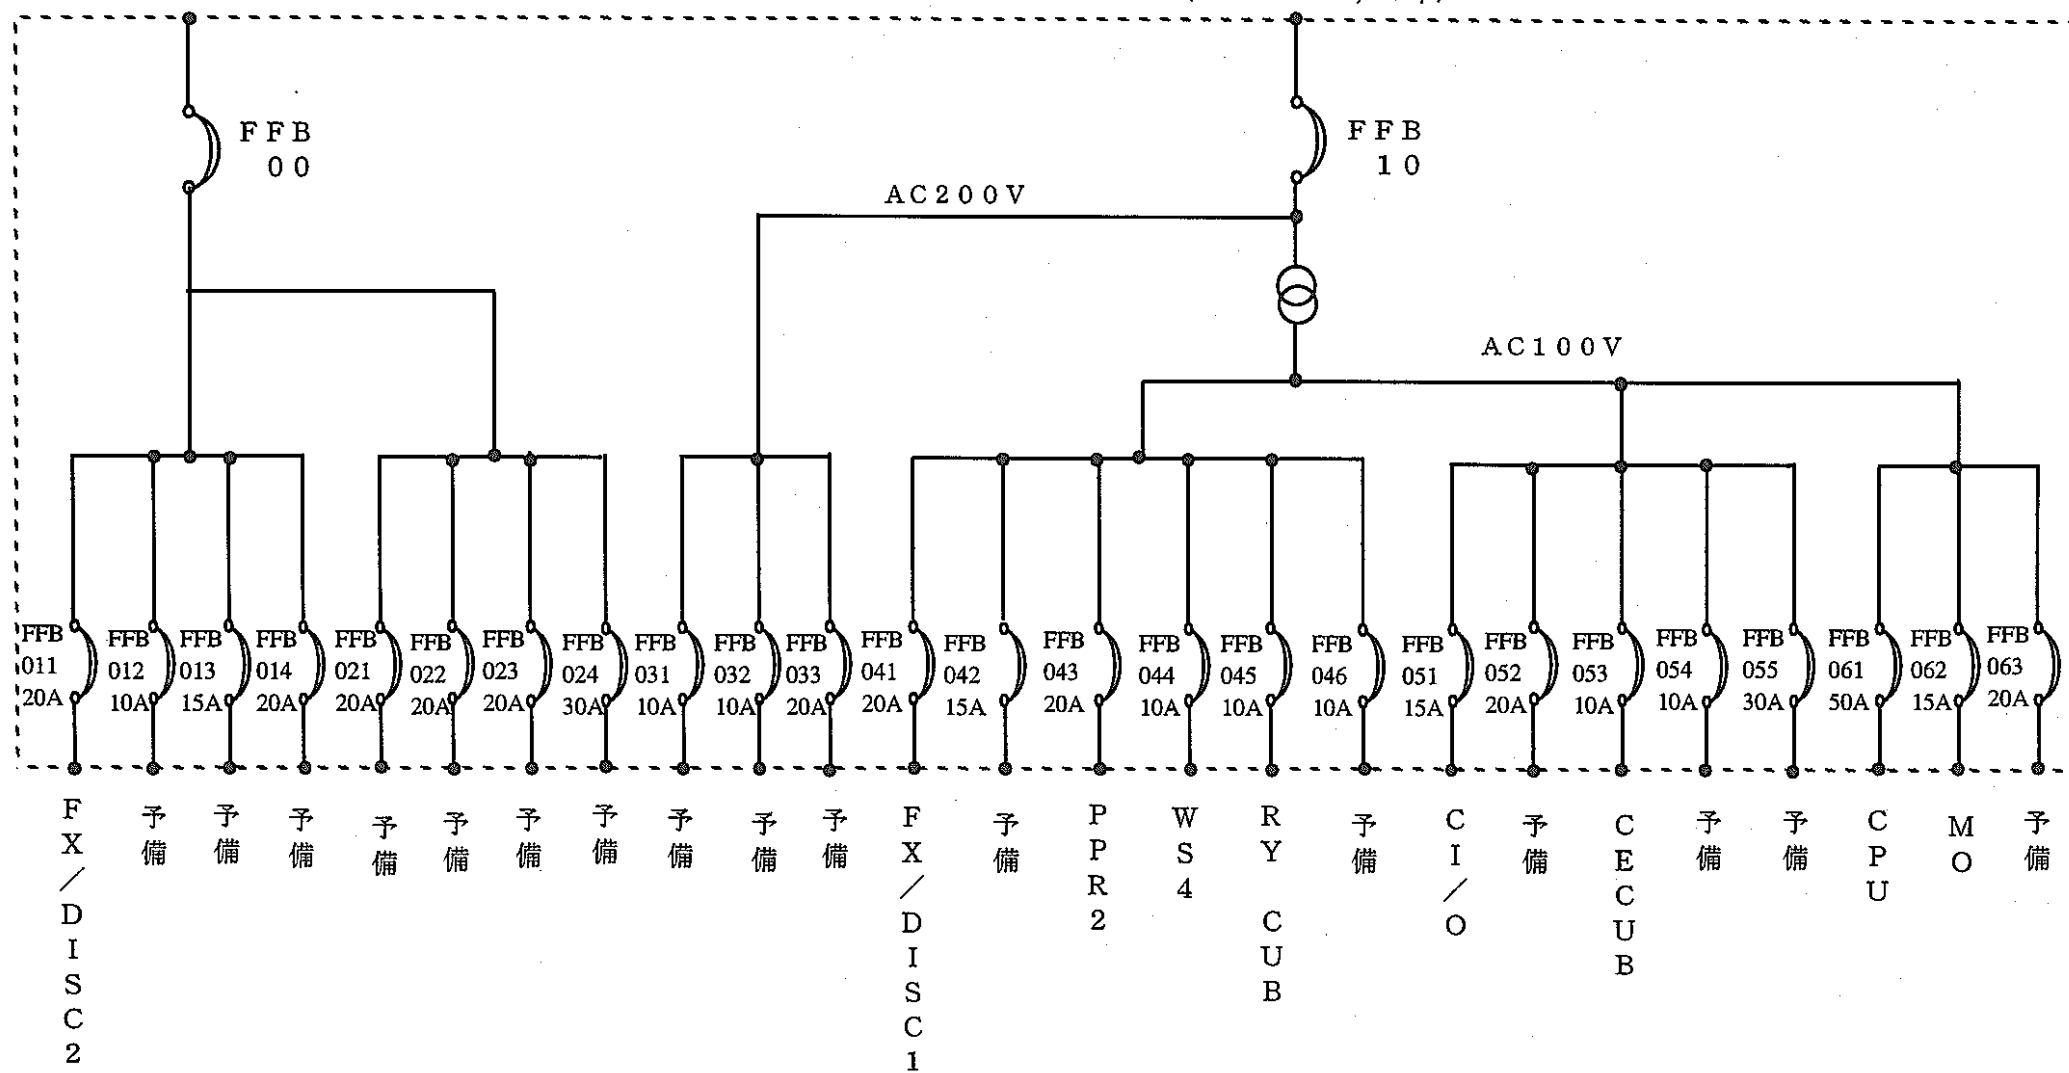 FFB
00
FFB
10
AC200V
AC100V
FFB
011
20A
FFB
012
10A
FFB
013
15A
FFB
014
20A
FFB
021
20A
FFB
022
20A
FFB
023
20A
FFB
024
30A
FFB
031
10A
FFB
032
10A
FFB
033
20A
FFB
041
20A
FFB
042
15A
FFB
043
20A
FFB
044
10A
FFB
045
10A
FFB
046
10A
FFB
051
15A
FFB
052
20A
FFB
053
10A
FFB
054
10A
FFB
055
30A
FFB
061
50A
FFB
062
15A
FFB
063
20A
FX/DISC2
予備
予備
予備
予備
予備
予備
予備
予備
予備
予備
FX/DISC1
予備
PPR2
WS4
RY CUB
予備
CI/O
予備
CECUB
予備
予備
CPU
MO
予備